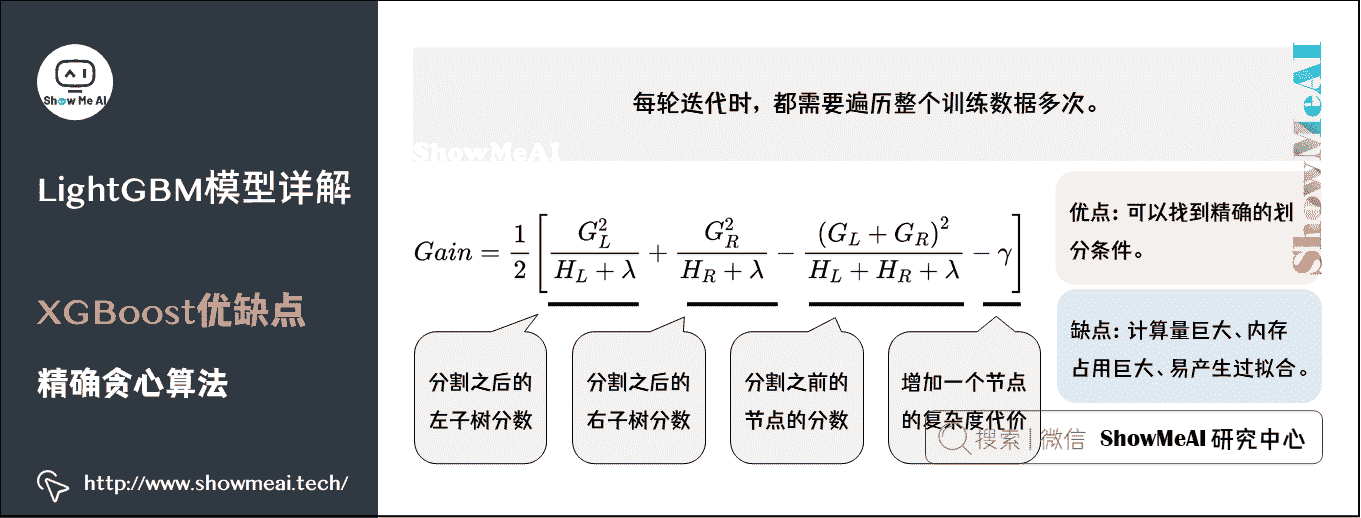 Show Me AI
LightGBM模型详解
XGBoost优缺点
精确贪心算法
http://www.showmeai.tech/
每轮迭代时，都需要遍历整个训练数据多次。
ShowMeAI
ShowMeAI
Gain = \frac{1}{2} \left[ \frac{G_L^2}{H_L + λ} + \frac{G_R^2}{H_R + λ} - \frac{(G_L + G_R)^2}{H_L + H_R + λ} - γ \right]
分割之后的
左子树分数
分割之后的
右子树分数
分割之前的
节点的分数
增加一个节点
的复杂度代价
优点：可以找到精确的划
分条件。
缺点：计算量巨大、内存
占用巨大、易产生过拟合。
搜索 | 微信 ShowMeAI 研究中心